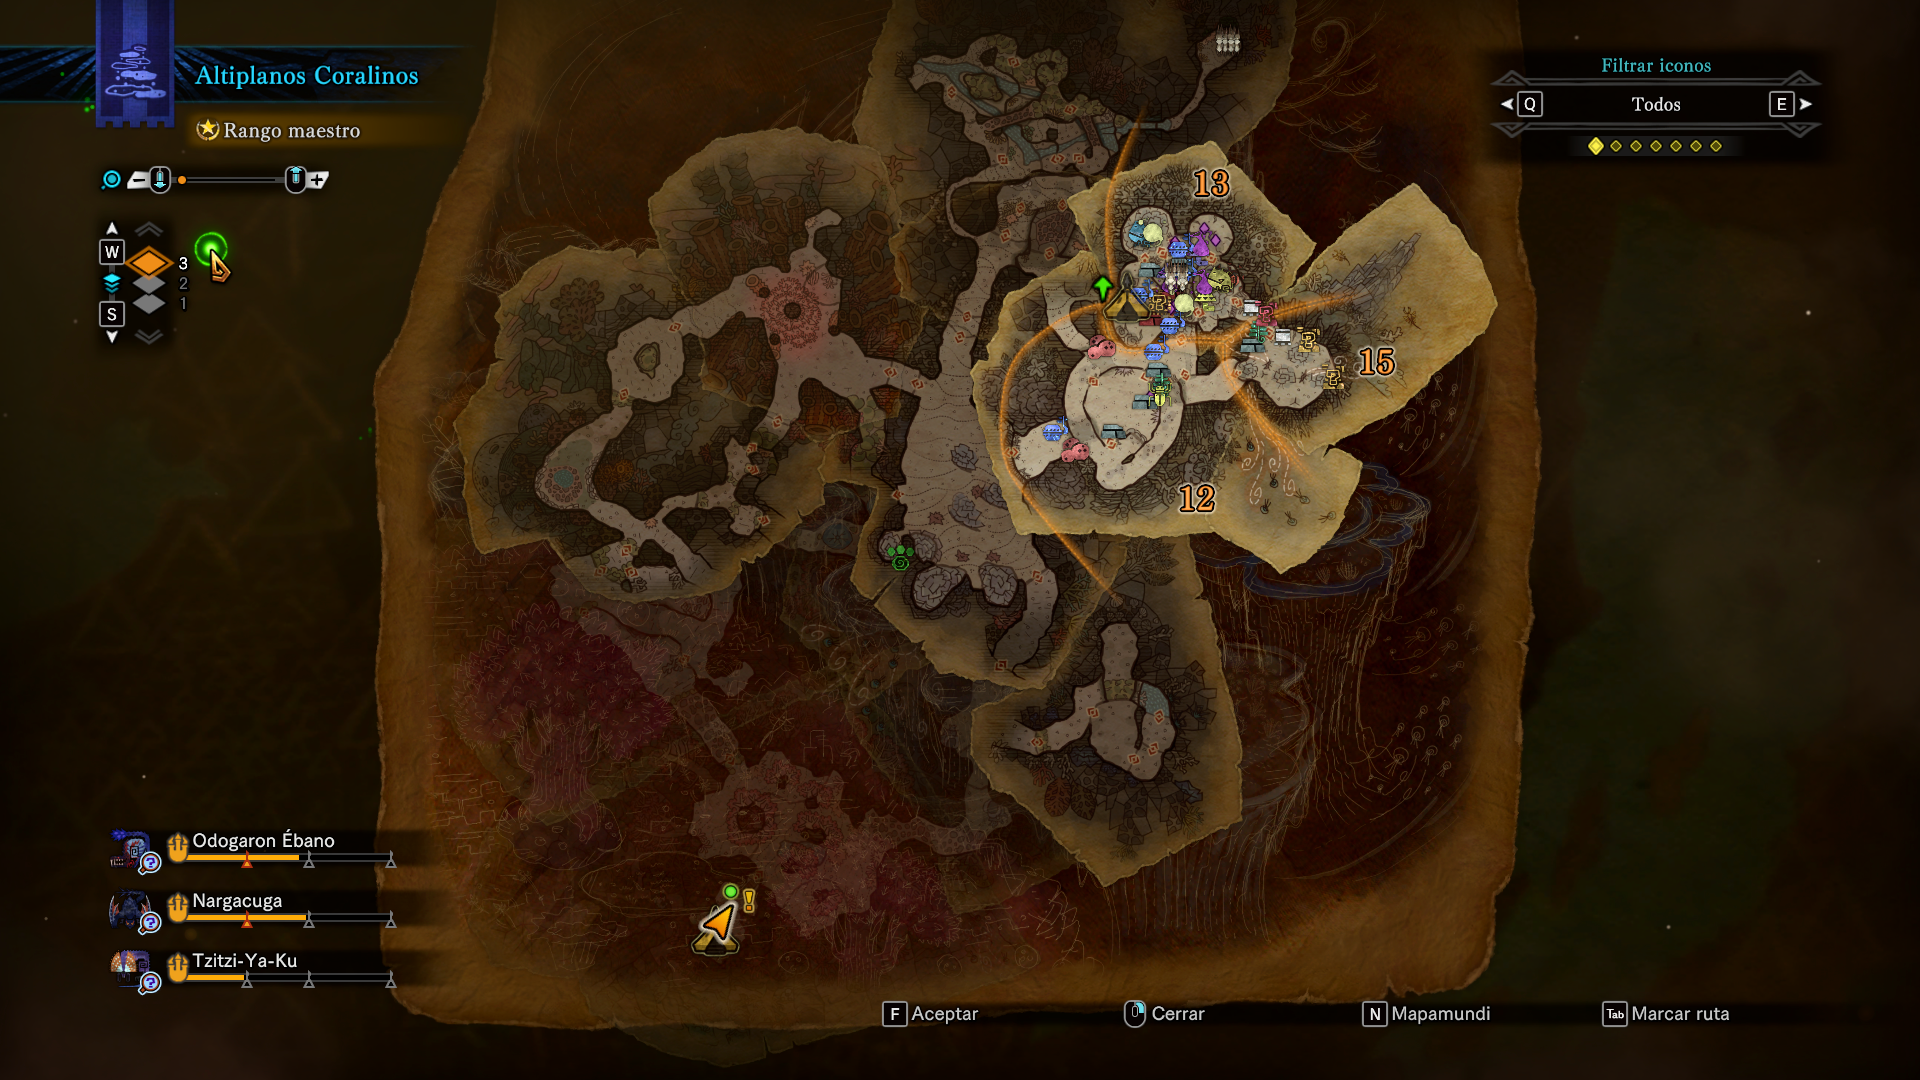 Altiplanos Coralinos
Rango maestro
Filtrar iconos
Q Todos E
W
3
2
S
1
13
15
12
Odogaron Ébano
Nargacuga
Tzitzi-Ya-Ku
F Aceptar
Cerrar
N Mapamundi
Tab Marcar ruta